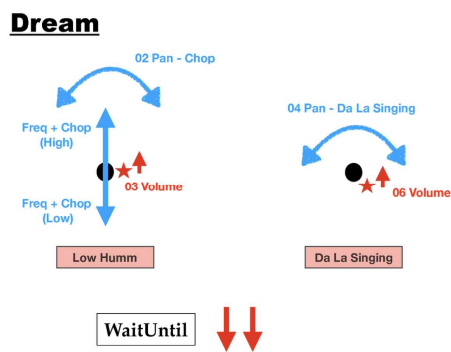 Dream
02 Pan - Chop
Freq + Chop
(High)
03 Volume
Freq + Chop
(Low)
Low Humm
04 Pan - Da La Singing
06 Volume
Da La Singing
WaitUntil